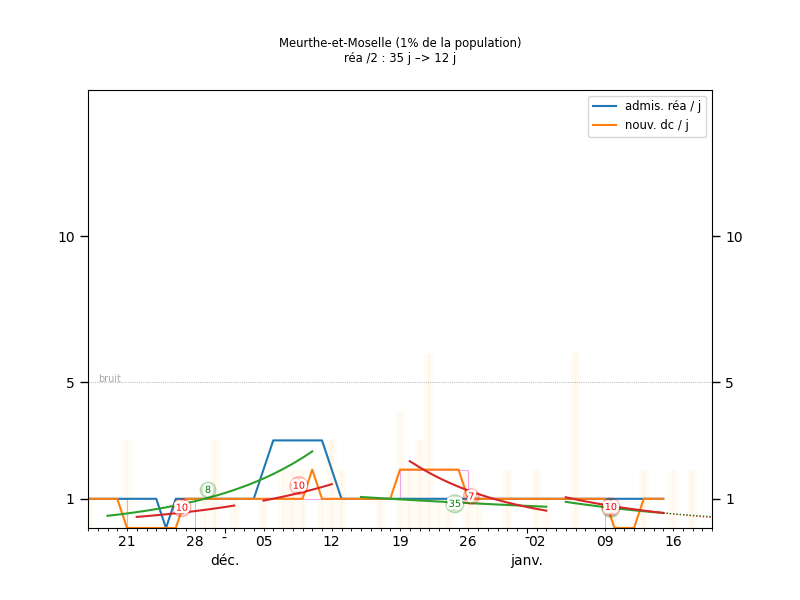 Meurthe-et-Moselle (1% de la population)
réa /2 : 35 j –> 12 j
admis. réa / j
nouv. dc / j
10 10
bruit
5 5
8
10
10
7
35
10
1 1
21 28 05 12 19 26 02 09 16
déc. janv.